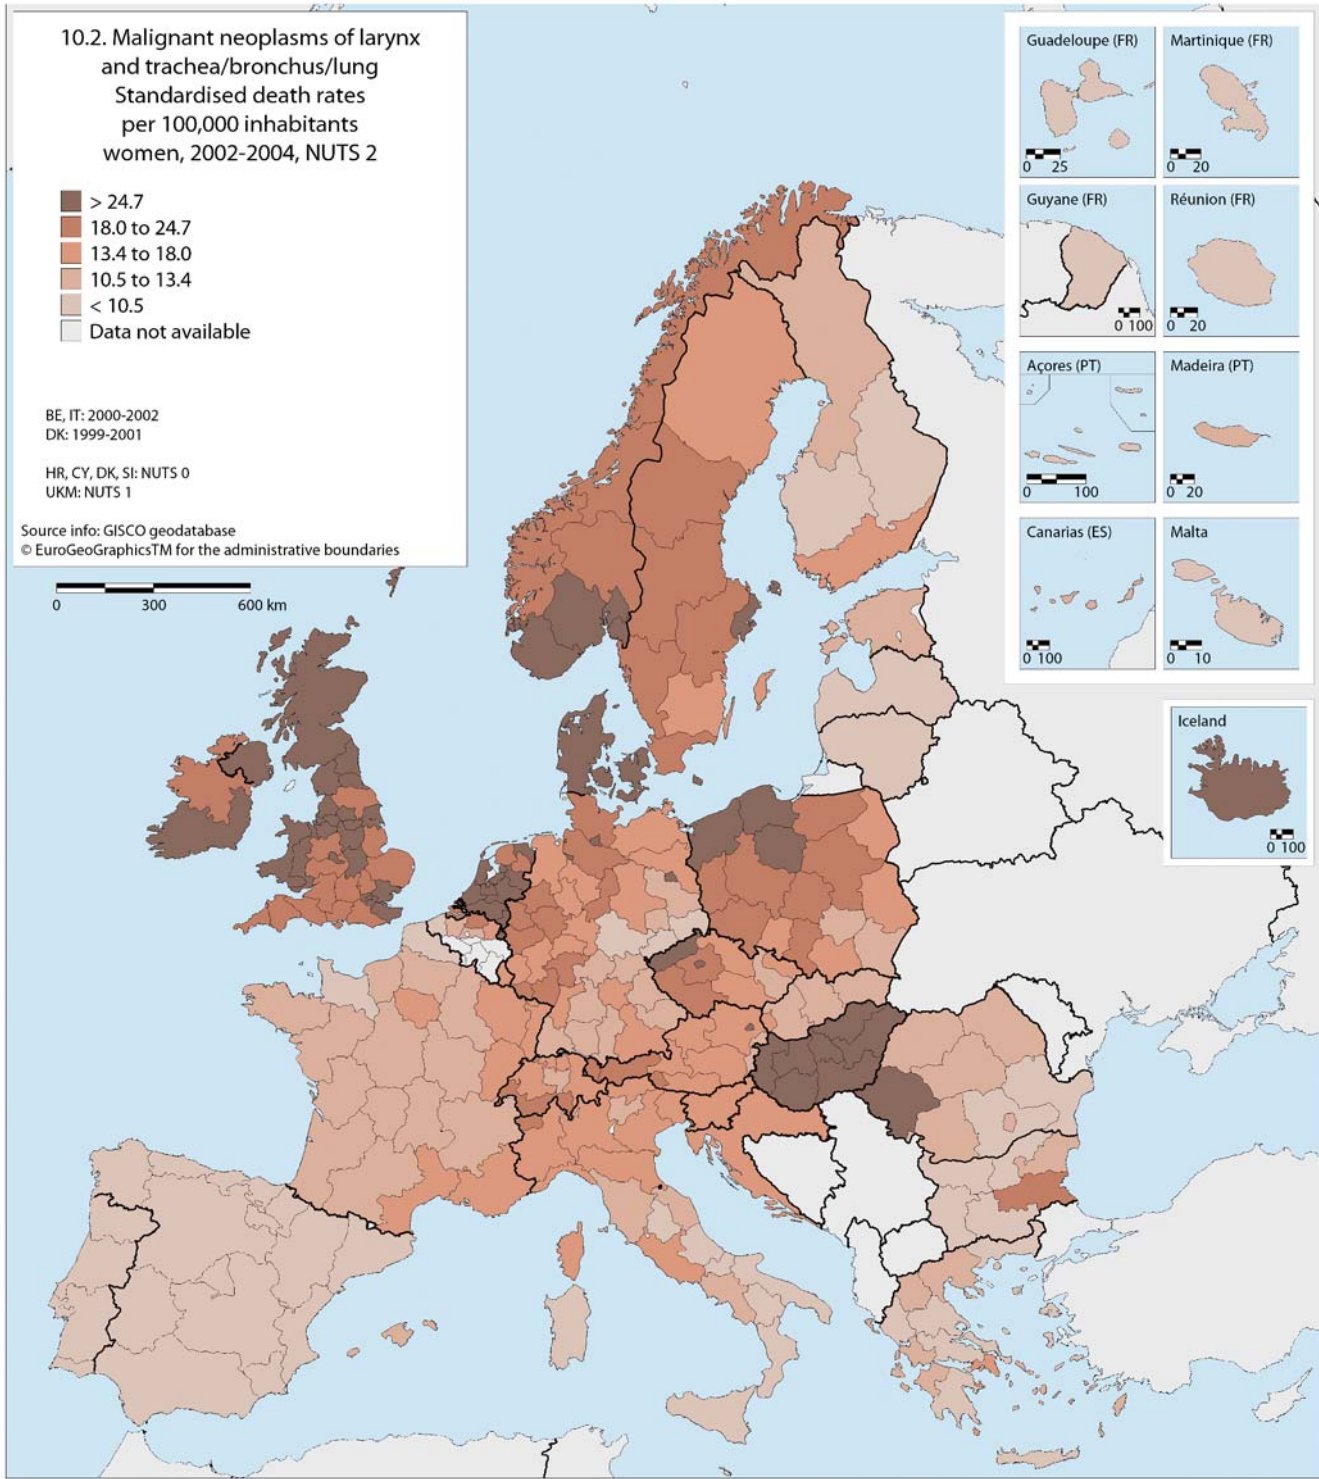 10.2. Malignant neoplasms of larynx
and trachea/bronchus/lung
Standardised death rates
per 100,000 inhabitants
women, 2002-2004, NUTS 2
> 24.7
18.0 to 24.7
13.4 to 18.0
10.5 to 13.4
< 10.5
Data not available
BE, IT: 2000-2002
DK: 1999-2001
HR, CY, DK, SI: NUTS 0
UKM: NUTS 1
Source info: GISCO geodatabase
© EuroGeoGraphicsTM for the administrative boundaries
0 300 600 km
Guadeloupe (FR)
0 25
Martinique (FR)
0 20
Guyane (FR)
0 100
Réunion (FR)
0 20
Açores (PT)
0 100
Madeira (PT)
0 20
Canarias (ES)
0 100
Malta
0 10
Iceland
0 100